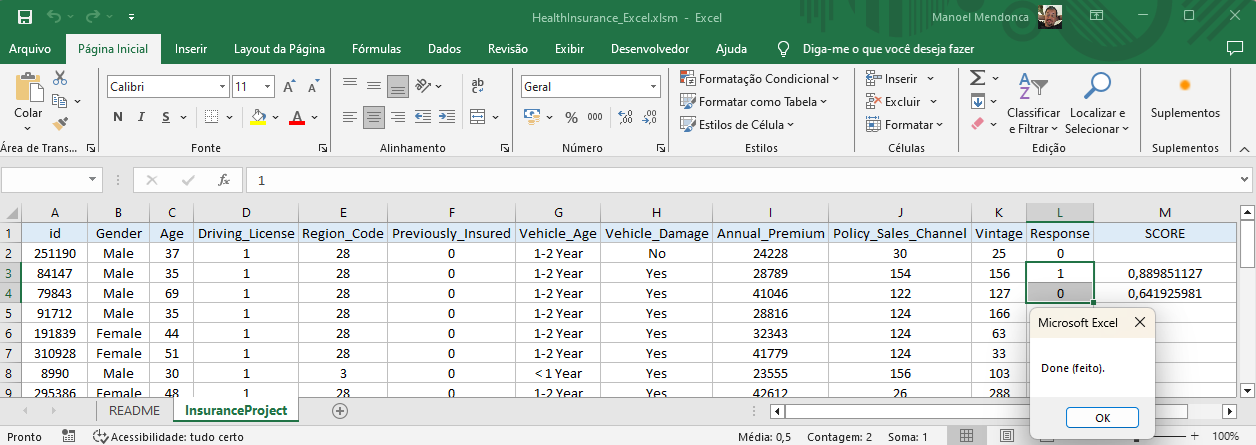 HealthInsurance_Excel.xlsm - Excel
Manoel Mendonca
Arquivo Página Inicial Inserir Layout da Página Fórmulas Dados Revisão Exibir Desenvolvedor Ajuda Diga-me o que você deseja fazer
Colar
Área de Trans...
Calibri 11
N I S A
Fonte
ab
Alinhamento
Geral
% 000 ,00 ,00
Número
Formatação Condicional
Formatar como Tabela
Estilos de Célula
Estilos
Inserir
Excluir
Formatar
Células
Classificar e Filtrar
Localizar e Selecionar
Edição
Suplementos
Suplementos
fx 1
A B C D E F G H I J K L M
1 id Gender Age Driving_License Region_Code Previously_Insured Vehicle_Age Vehicle_Damage Annual_Premium Policy_Sales_Channel Vintage Response SCORE
2 251190 Male 37 1 28 0 1-2 Year No 24228 30 25 0
3 84147 Male 35 1 28 0 1-2 Year Yes 28789 154 156 1 0,889851127
4 79843 Male 69 1 28 0 1-2 Year Yes 41046 122 127 0 0,641925981
5 91712 Male 35 1 28 0 1-2 Year Yes 28816 124 166
6 191839 Female 44 1 28 0 1-2 Year Yes 32343 124 63
7 310928 Female 51 1 28 0 1-2 Year Yes 41779 124 33
8 8990 Male 30 1 3 0 < 1 Year Yes 23555 156 103
9 295386 Female 48 1 28 0 1-2 Year Yes 42612 26 288
Microsoft Excel
Done (feito).
OK
README InsuranceProject
Pronto Acessibilidade: tudo certo Média: 0,5 Contagem: 2 Soma: 1 100%